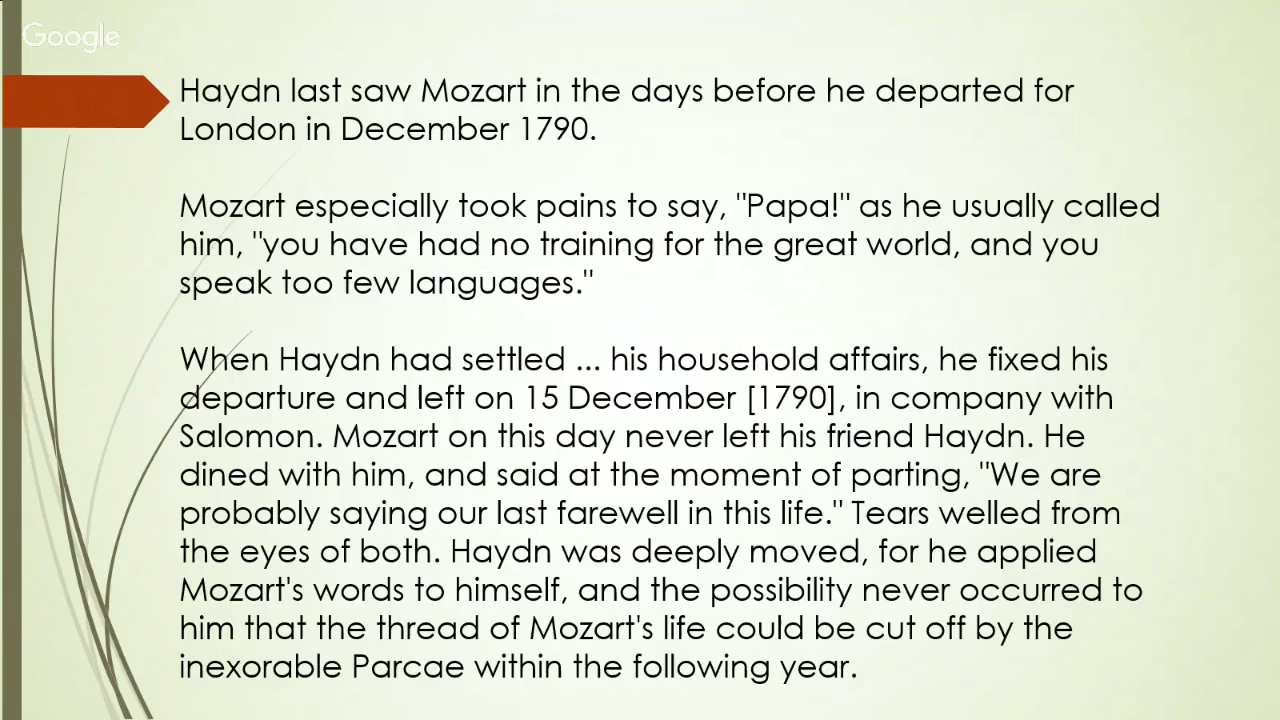 Google
Haydn last saw Mozart in the days before he departed for
London in December 1790.
Mozart especially took pains to say, "Papa!" as he usually called
him, "you have had no training for the great world, and you
speak too few languages."
When Haydn had settled ... his household affairs, he fixed his
departure and left on 15 December [1790], in company with
Salomon. Mozart on this day never left his friend Haydn. He
dined with him, and said at the moment of parting, "We are
probably saying our last farewell in this life." Tears welled from
the eyes of both. Haydn was deeply moved, for he applied
Mozart's words to himself, and the possibility never occurred to
him that the thread of Mozart's life could be cut off by the
inexorable Parcae within the following year.